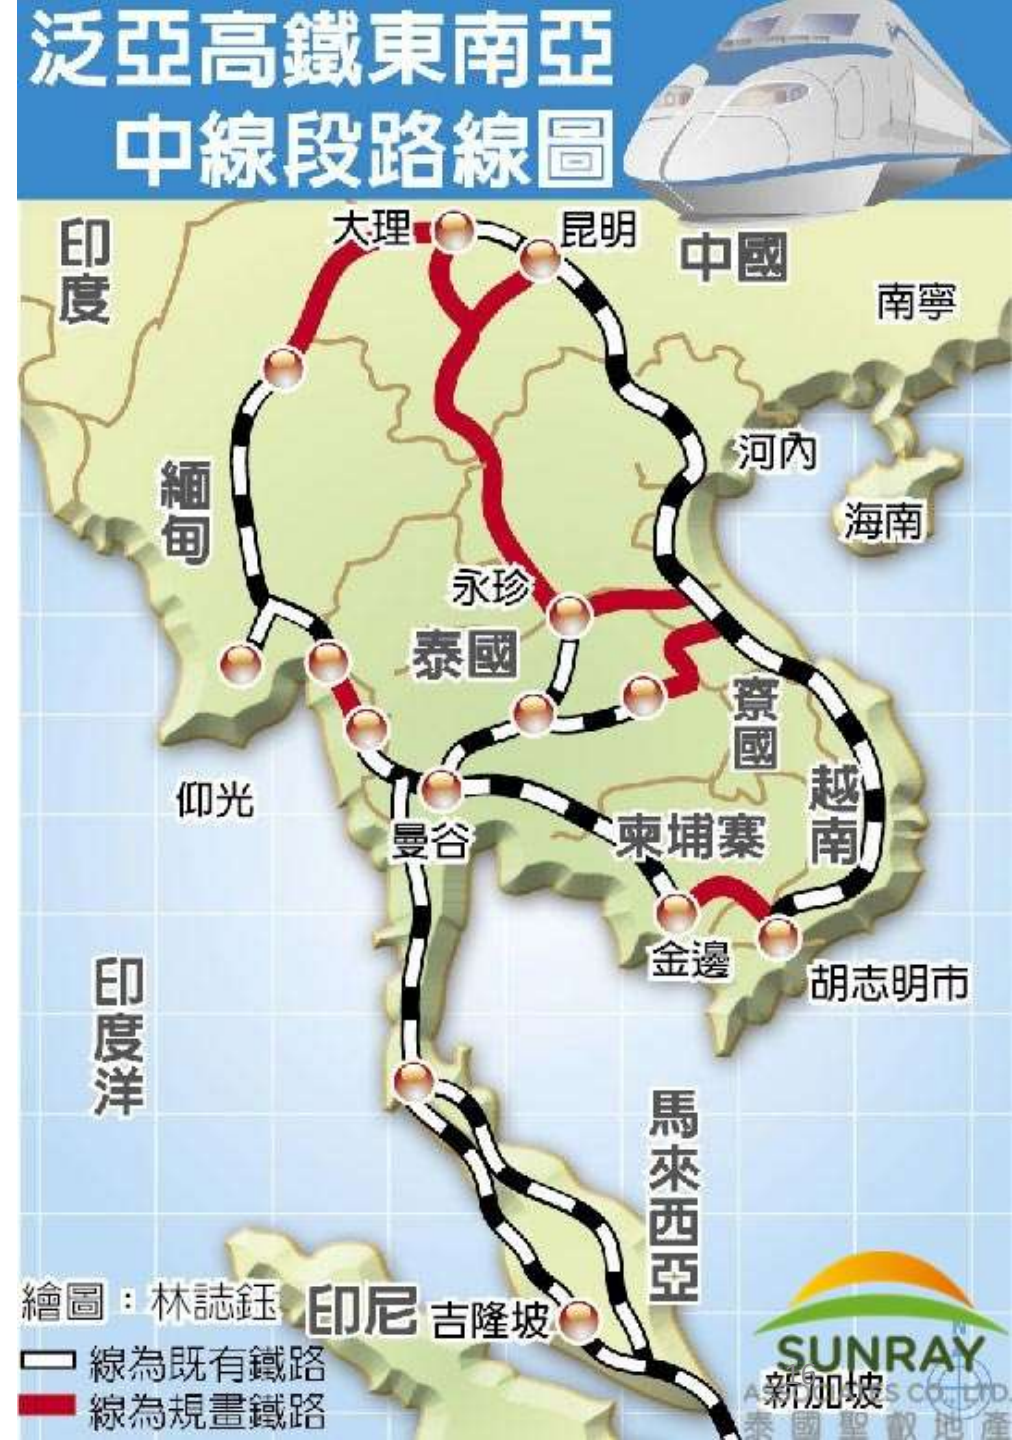 泛亞高鐵東南亞
中線段路線圖
印度
大理
昆明
中國
南寧
河內
緬甸
海南
永珍
泰國
寮國
仰光
越南
曼谷
柬埔寨
金邊
胡志明市
印度洋
馬來西亞
繪圖：林誌鈺
印尼
吉隆坡
線為既有鐵路
線為規畫鐵路
SUNRAY
新加坡
ASSOCIATES CO.,LTD.
泰國聖叡地產